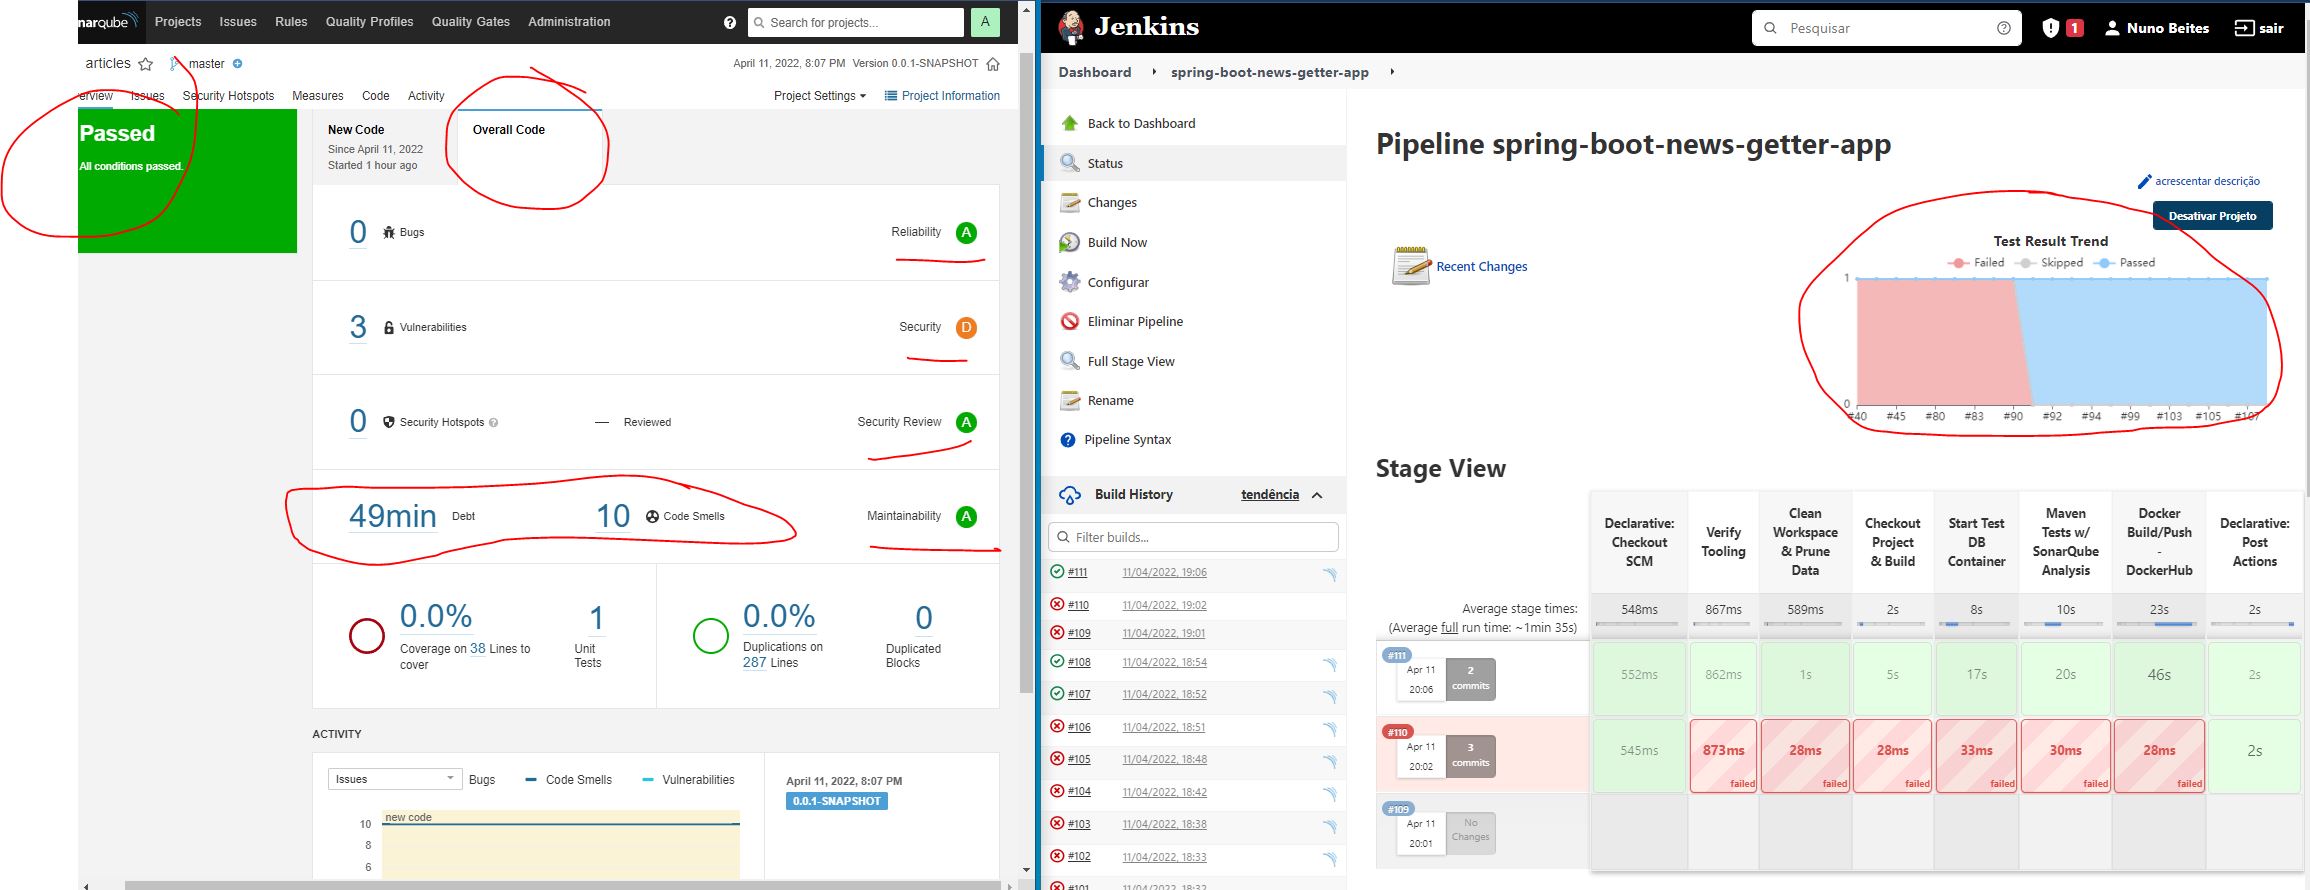 onarqube Projects Issues Rules Quality Profiles Quality Gates Administration ? Search for projects... A
articles master
April 11, 2022, 8:07 PM Version 0.0.1-SNAPSHOT
erview Issues Security Hotspots Measures Code Activity
Project Settings Project Information
Passed
All conditions passed.
New Code
Since April 11, 2022
Started 1 hour ago
Overall Code
0 Bugs Reliability A
3 Vulnerabilities Security D
0 Security Hotspots ? — Reviewed Security Review A
49min Debt 10 Code Smells Maintainability A
0.0%
Coverage on 38 Lines to
cover
1
Unit
Tests
0.0%
Duplications on
287 Lines
0
Duplicated
Blocks
ACTIVITY
Issues Bugs Code Smells Vulnerabilities
new code
10
8
6
April 11, 2022, 8:07 PM
0.0.1-SNAPSHOT
Jenkins Pesquisar ? 1 Nuno Beites sair
Dashboard spring-boot-news-getter-app
Back to Dashboard
Status
Changes
Build Now
Configurar
Eliminar Pipeline
Full Stage View
Rename
? Pipeline Syntax
Build History tendência
Filter builds...
#111 11/04/2022, 19:06
#110 11/04/2022, 19:02
#109 11/04/2022, 19:01
#108 11/04/2022, 18:54
#107 11/04/2022, 18:52
#106 11/04/2022, 18:51
#105 11/04/2022, 18:48
#104 11/04/2022, 18:42
#103 11/04/2022, 18:38
#102 11/04/2022, 18:33
#101 11/04/2022, 18:32
Pipeline spring-boot-news-getter-app
acrescentar descrição
Desativar Projeto
Recent Changes
Test Result Trend
Failed Skipped Passed
1
0
#40 #45 #80 #83 #90 #92 #94 #99 #103 #105 #107
Stage View
Declarative:
Checkout
SCM
Verify
Tooling
Clean
Workspace
& Prune
Data
Checkout
Project
& Build
Start Test
DB
Container
Maven
Tests w/
SonarQube
Analysis
Docker
Build/Push
-
DockerHub
Declarative:
Post
Actions
Average stage times:
(Average full run time: ~1min 35s)
548ms 867ms 589ms 2s 8s 10s 23s 2s
#111
Apr 11
20:06
2
commits
552ms 862ms 1s 5s 17s 20s 46s 2s
#110
Apr 11
20:02
3
commits
545ms 873ms 28ms 28ms 33ms 30ms 28ms 2s
failed failed failed failed failed failed
#109
Apr 11
20:01
No
Changes